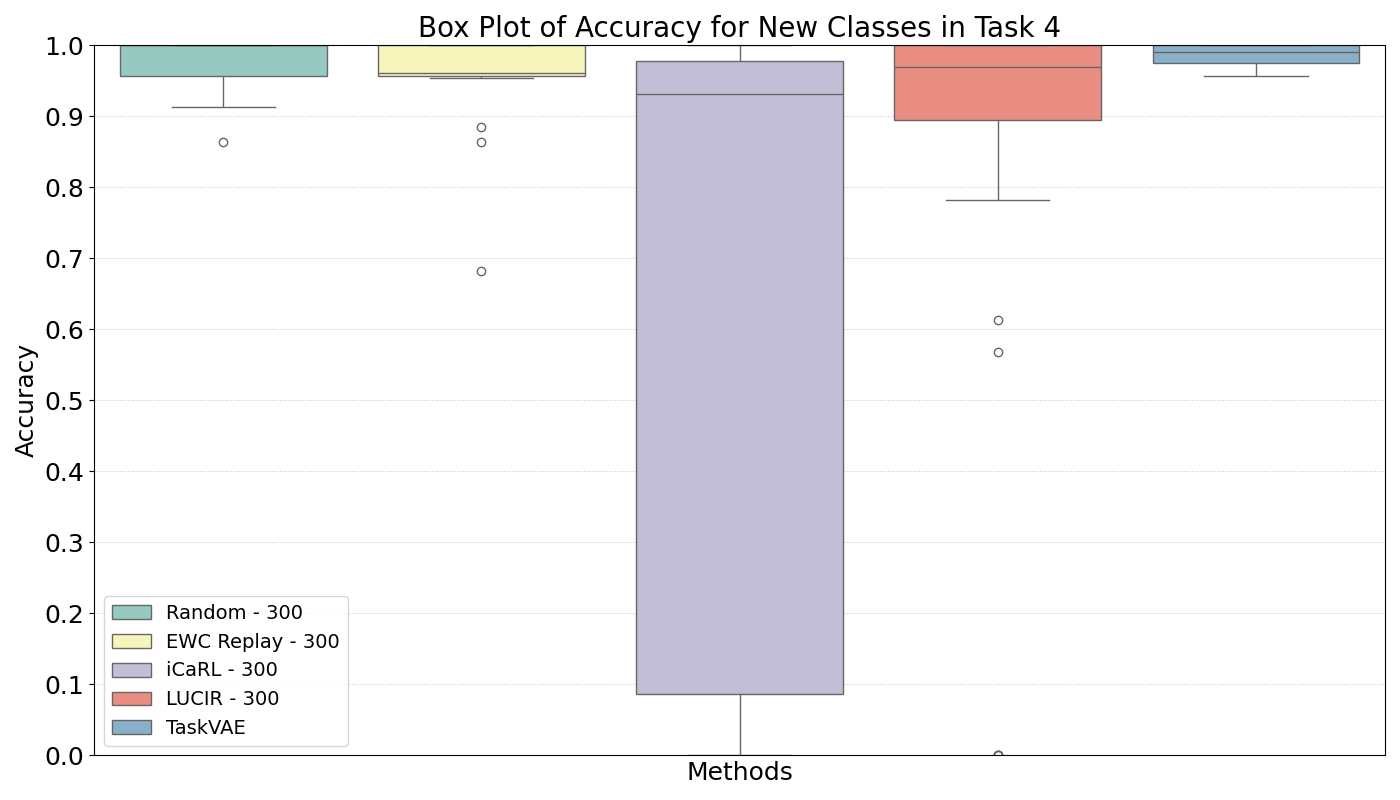 Box Plot of Accuracy for New Classes in Task 4
1.0
0.9
0.8
0.7
0.6
0.5
0.4
0.3
0.2
0.1
0.0
Accuracy
Random - 300
EWC Replay - 300
iCaRL - 300
LUCIR - 300
TaskVAE
Methods